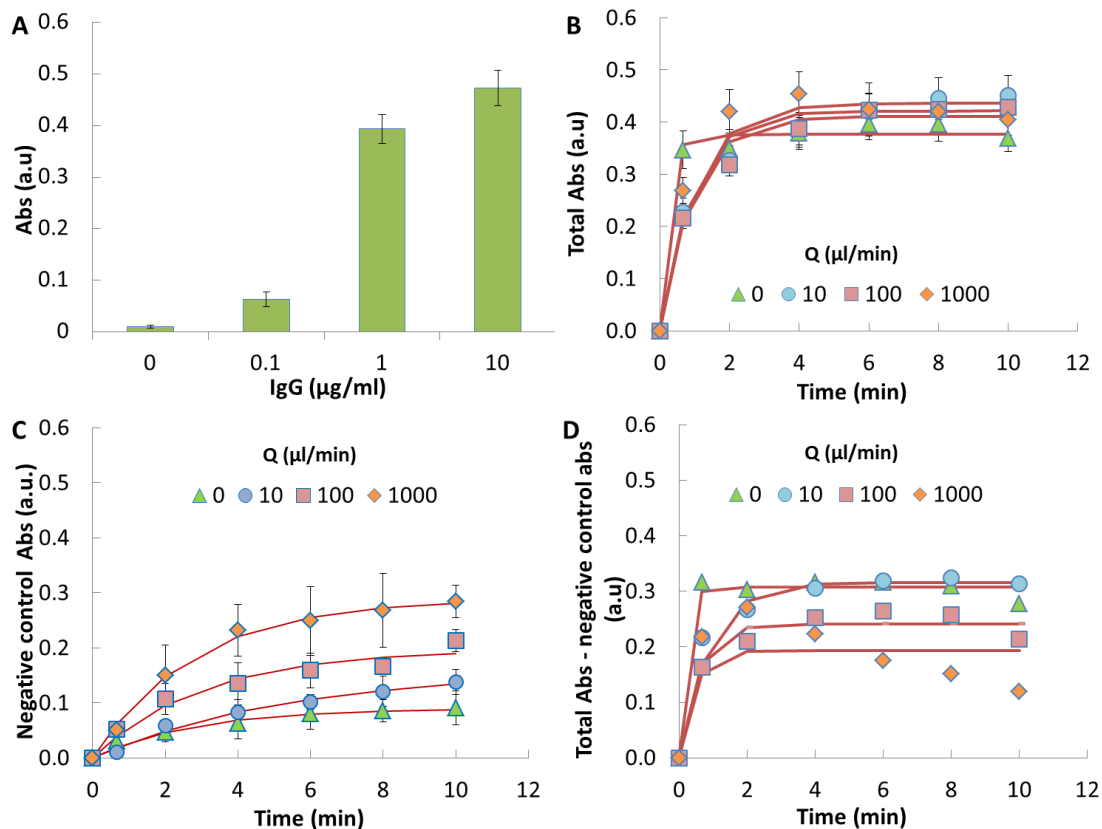 A
0.6
0.5
0.4
0.3
0.2
0.1
0
Abs (a.u)
0 0.1 1 10
IgG (µg/ml)
B
0.6
0.5
0.4
0.3
0.2
0.1
0.0
Total Abs (a.u)
Q (µl/min)
0 10 100 1000
0 2 4 6 8 10 12
Time (min)
C
0.6
0.5
0.4
0.3
0.2
0.1
0.0
Negative control Abs (a.u.)
Q (µl/min)
0 10 100 1000
0 2 4 6 8 10 12
Time (min)
D
0.6
0.5
0.4
0.3
0.2
0.1
0.0
Total Abs - negative control abs
(a.u)
Q (µl/min)
0 10 100 1000
0 2 4 6 8 10 12
Time (min)